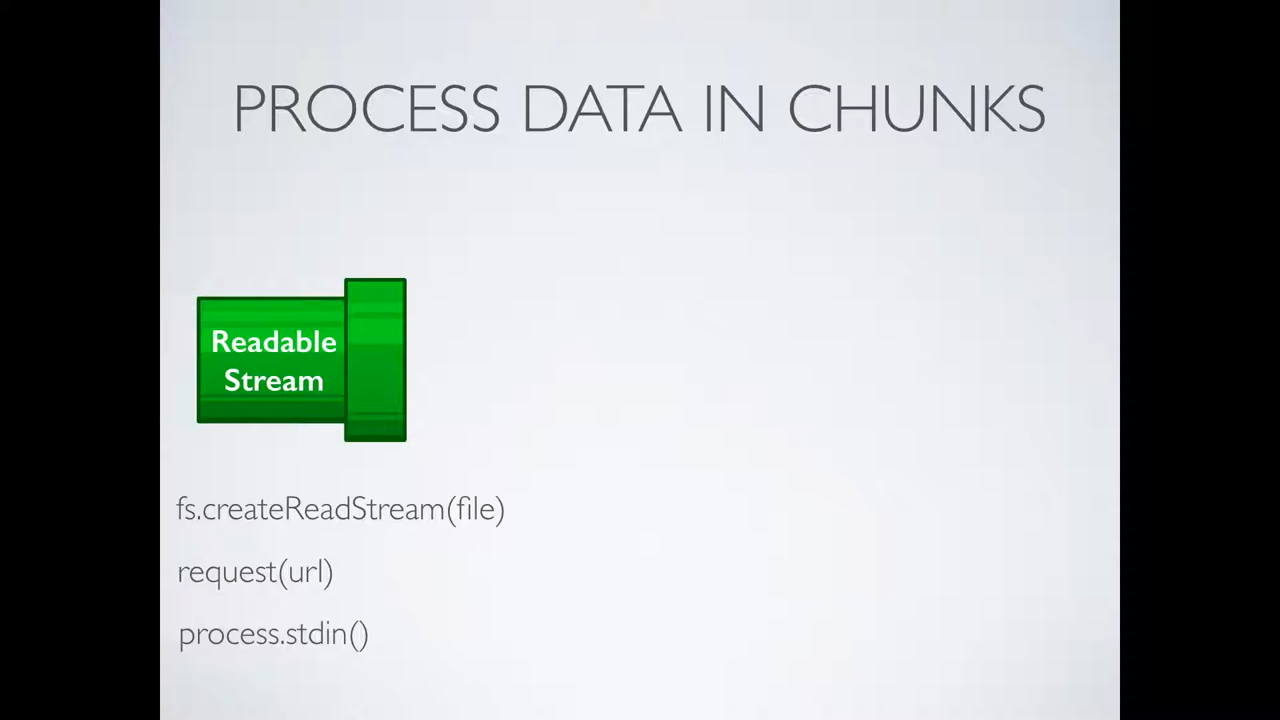 PROCESS DATA IN CHUNKS
Readable
Stream
fs.createReadStream(file)
request(url)
process.stdin()